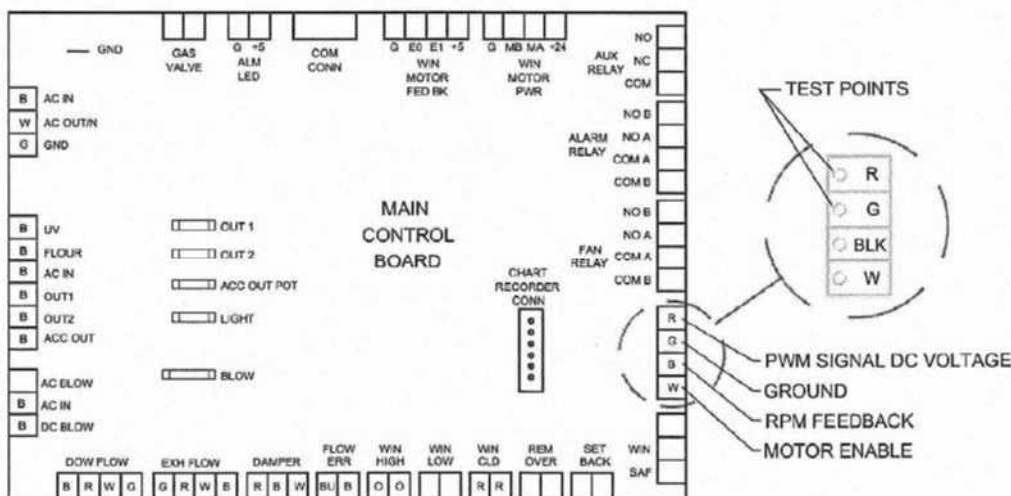 GND
GAS
VALVE
G +5
ALM
LED
COM
CONN
G E0 E1 +5
WIN
MOTOR
FED BK
G MB MA +24
WIN
MOTOR
PWR
AUX
RELAY
NO
NC
COM
B AC IN
W AC OUT/N
G GND
ALARM
RELAY
NO B
NO A
COM A
COM B
TEST POINTS
R
G
BLK
W
MAIN
CONTROL
BOARD
B UV
B FLOUR
B AC IN
B OUT1
B OUT2
B ACC OUT
OUT 1
OUT 2
ACC OUT POT
LIGHT
BLOW
FAN
RELAY
NO B
NO A
COM A
COM B
CHART
RECORDER
CONN
R
G
B
W
PWM SIGNAL DC VOLTAGE
GROUND
RPM FEEDBACK
MOTOR ENABLE
AC BLOW
B AC IN
B DC BLOW
DOW FLOW
B R W G
EXH FLOW
G R W B
DAMPER
R B W
FLOW
ERR
BU B
WIN
HIGH
O O
WIN
LOW
WIN
CLD
R R
REM
OVER
SET
BACK
WIN
SAF